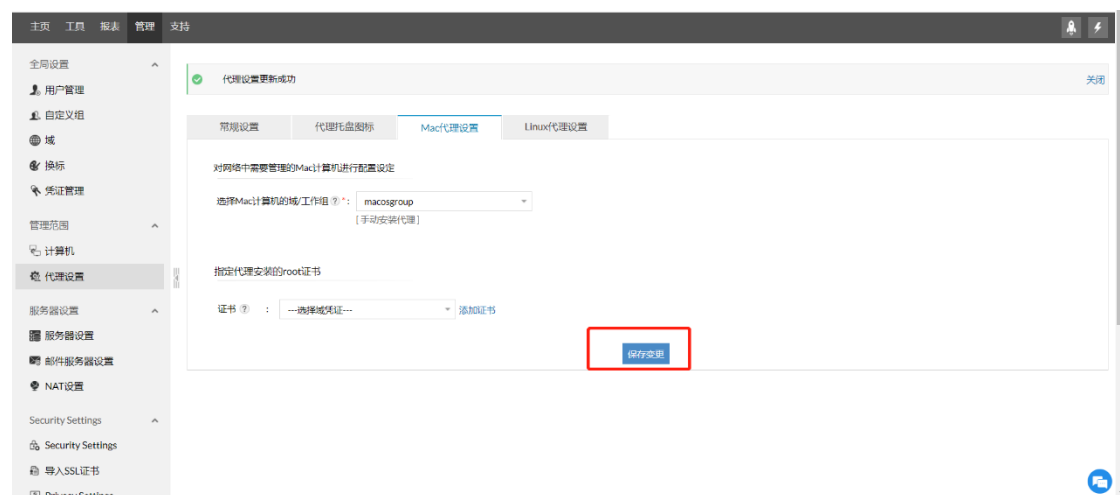 主页 工具 报表 管理 支持
全局设置
用户管理
自定义组
域
换标
凭证管理
管理范围
计算机
代理设置
服务器设置
服务器设置
邮件服务器设置
NAT设置
Security Settings
Security Settings
导入SSL证书
Privacy Settings
代理设置更新成功 关闭
常规设置 代理托盘图标 Mac代理设置 Linux代理设置
对网络中需要管理的Mac计算机进行配置设定
选择Mac计算机的域/工作组 ? * : macosgroup
[ 手动安装代理 ]
指定代理安装的root证书
证书 ? : ---选择域凭证--- 添加证书
保存变更